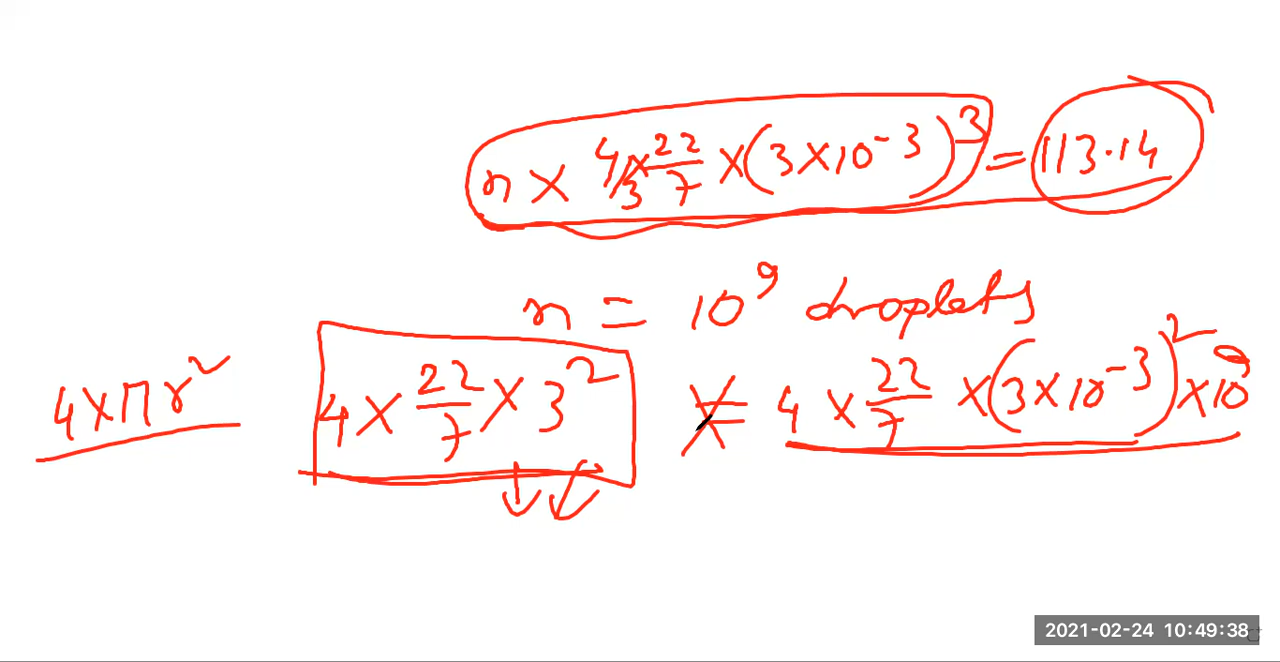 n × 4/3 × 22/7 × (3×10⁻³)³ = 113.14
n = 10⁹ droplets
4×πr² 4 × 22/7 × 3² ≠ 4 × 22/7 × (3×10⁻³)² × 10⁹
2021-02-24 10:49:38